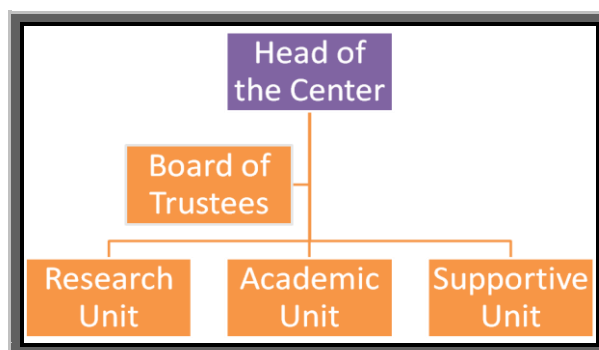 Head of
the Center
Board of
Trustees
Research
Unit
Academic
Unit
Supportive
Unit